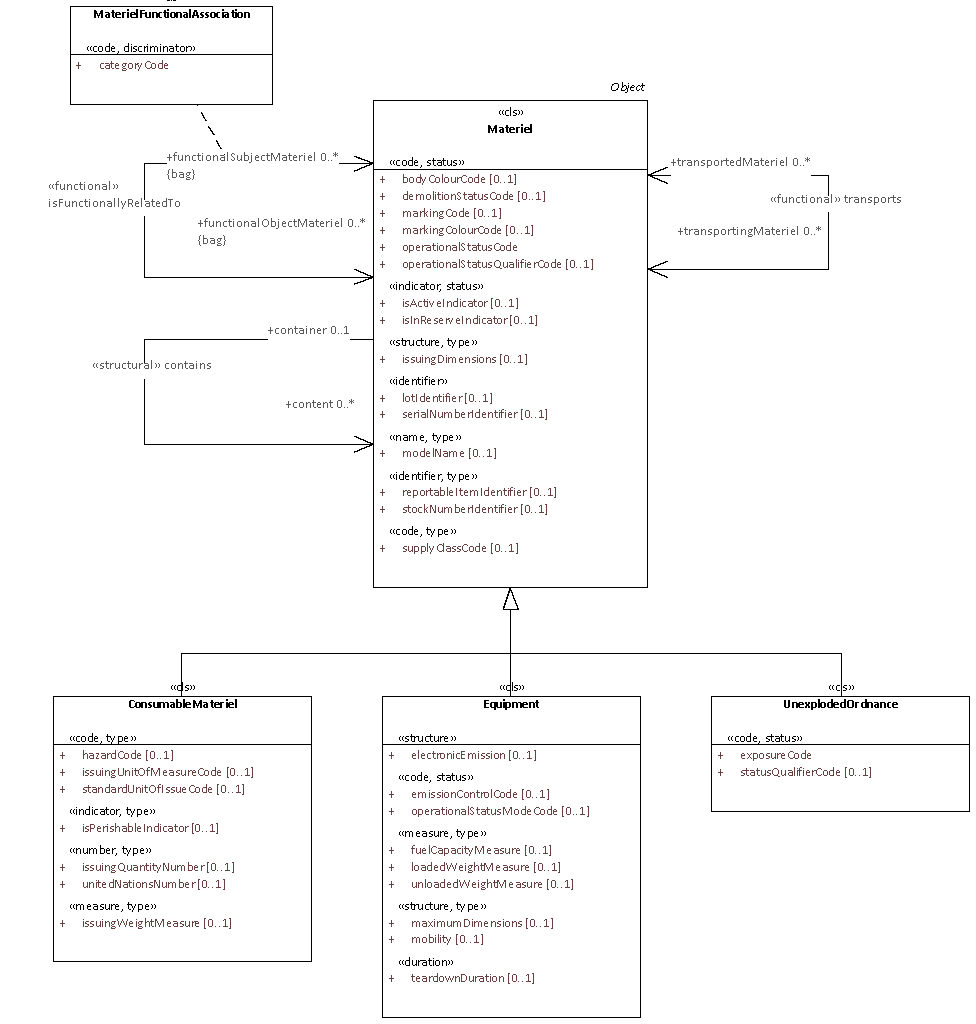 MaterielFunctionalAssociation
«code, discriminator»
+ categoryCode
Object
«cls»
Materiel
«code, status»
+ bodyColourCode [0..1]
+ demolitionStatusCode [0..1]
+ markingCode [0..1]
+ markingColourCode [0..1]
+ operationalStatusCode
+ operationalStatusQualifierCode [0..1]
«indicator, status»
+ isActiveIndicator [0..1]
+ isInReserveIndicator [0..1]
«structure, type»
+ issuingDimensions [0..1]
«identifier»
+ lotIdentifier [0..1]
+ serialNumberIdentifier [0..1]
«name, type»
+ modelName [0..1]
«identifier, type»
+ reportableItemIdentifier [0..1]
+ stockNumberIdentifier [0..1]
«code, type»
+ supplyClassCode [0..1]
+functionalSubjectMateriel 0..*
{bag}
«functional»
isFunctionallyRelatedTo
+functionalObjectMateriel 0..*
{bag}
+container 0..1
«structural» contains
+content 0..*
+transportedMateriel 0..*
«functional» transports
+transportingMateriel 0..*
«cls»
ConsumableMateriel
«code, type»
+ hazardCode [0..1]
+ issuingUnitOfMeasureCode [0..1]
+ standardUnitOfIssueCode [0..1]
«indicator, type»
+ isPerishableIndicator [0..1]
«number, type»
+ issuingQuantityNumber [0..1]
+ unitedNationsNumber [0..1]
«measure, type»
+ issuingWeightMeasure [0..1]
«cls»
Equipment
«structure»
+ electronicEmission [0..1]
«code, status»
+ emissionControlCode [0..1]
+ operationalStatusModeCode [0..1]
«measure, type»
+ fuelCapacityMeasure [0..1]
+ loadedWeightMeasure [0..1]
+ unloadedWeightMeasure [0..1]
«structure, type»
+ maximumDimensions [0..1]
+ mobility [0..1]
«duration»
+ teardownDuration [0..1]
«cls»
UnexplodedOrdnance
«code, status»
+ exposureCode
+ statusQualifierCode [0..1]